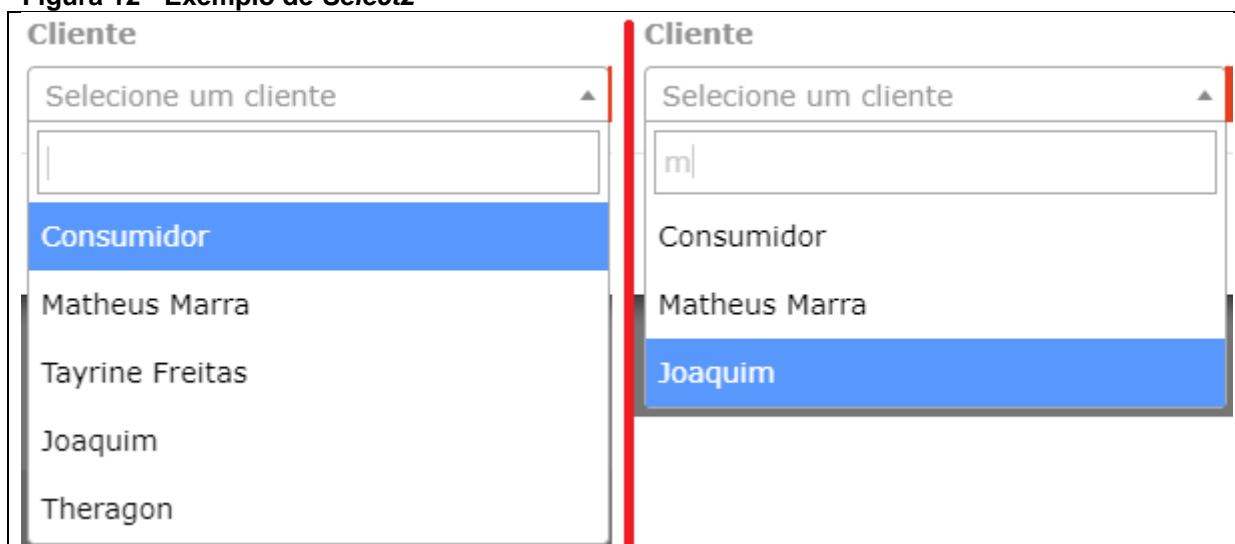 Figura 12 - Exemplo de Select2
Cliente
Selecione um cliente
Consumidor
Matheus Marra
Tayrine Freitas
Joaquim
Theragon
Cliente
Selecione um cliente
m
Consumidor
Matheus Marra
Joaquim